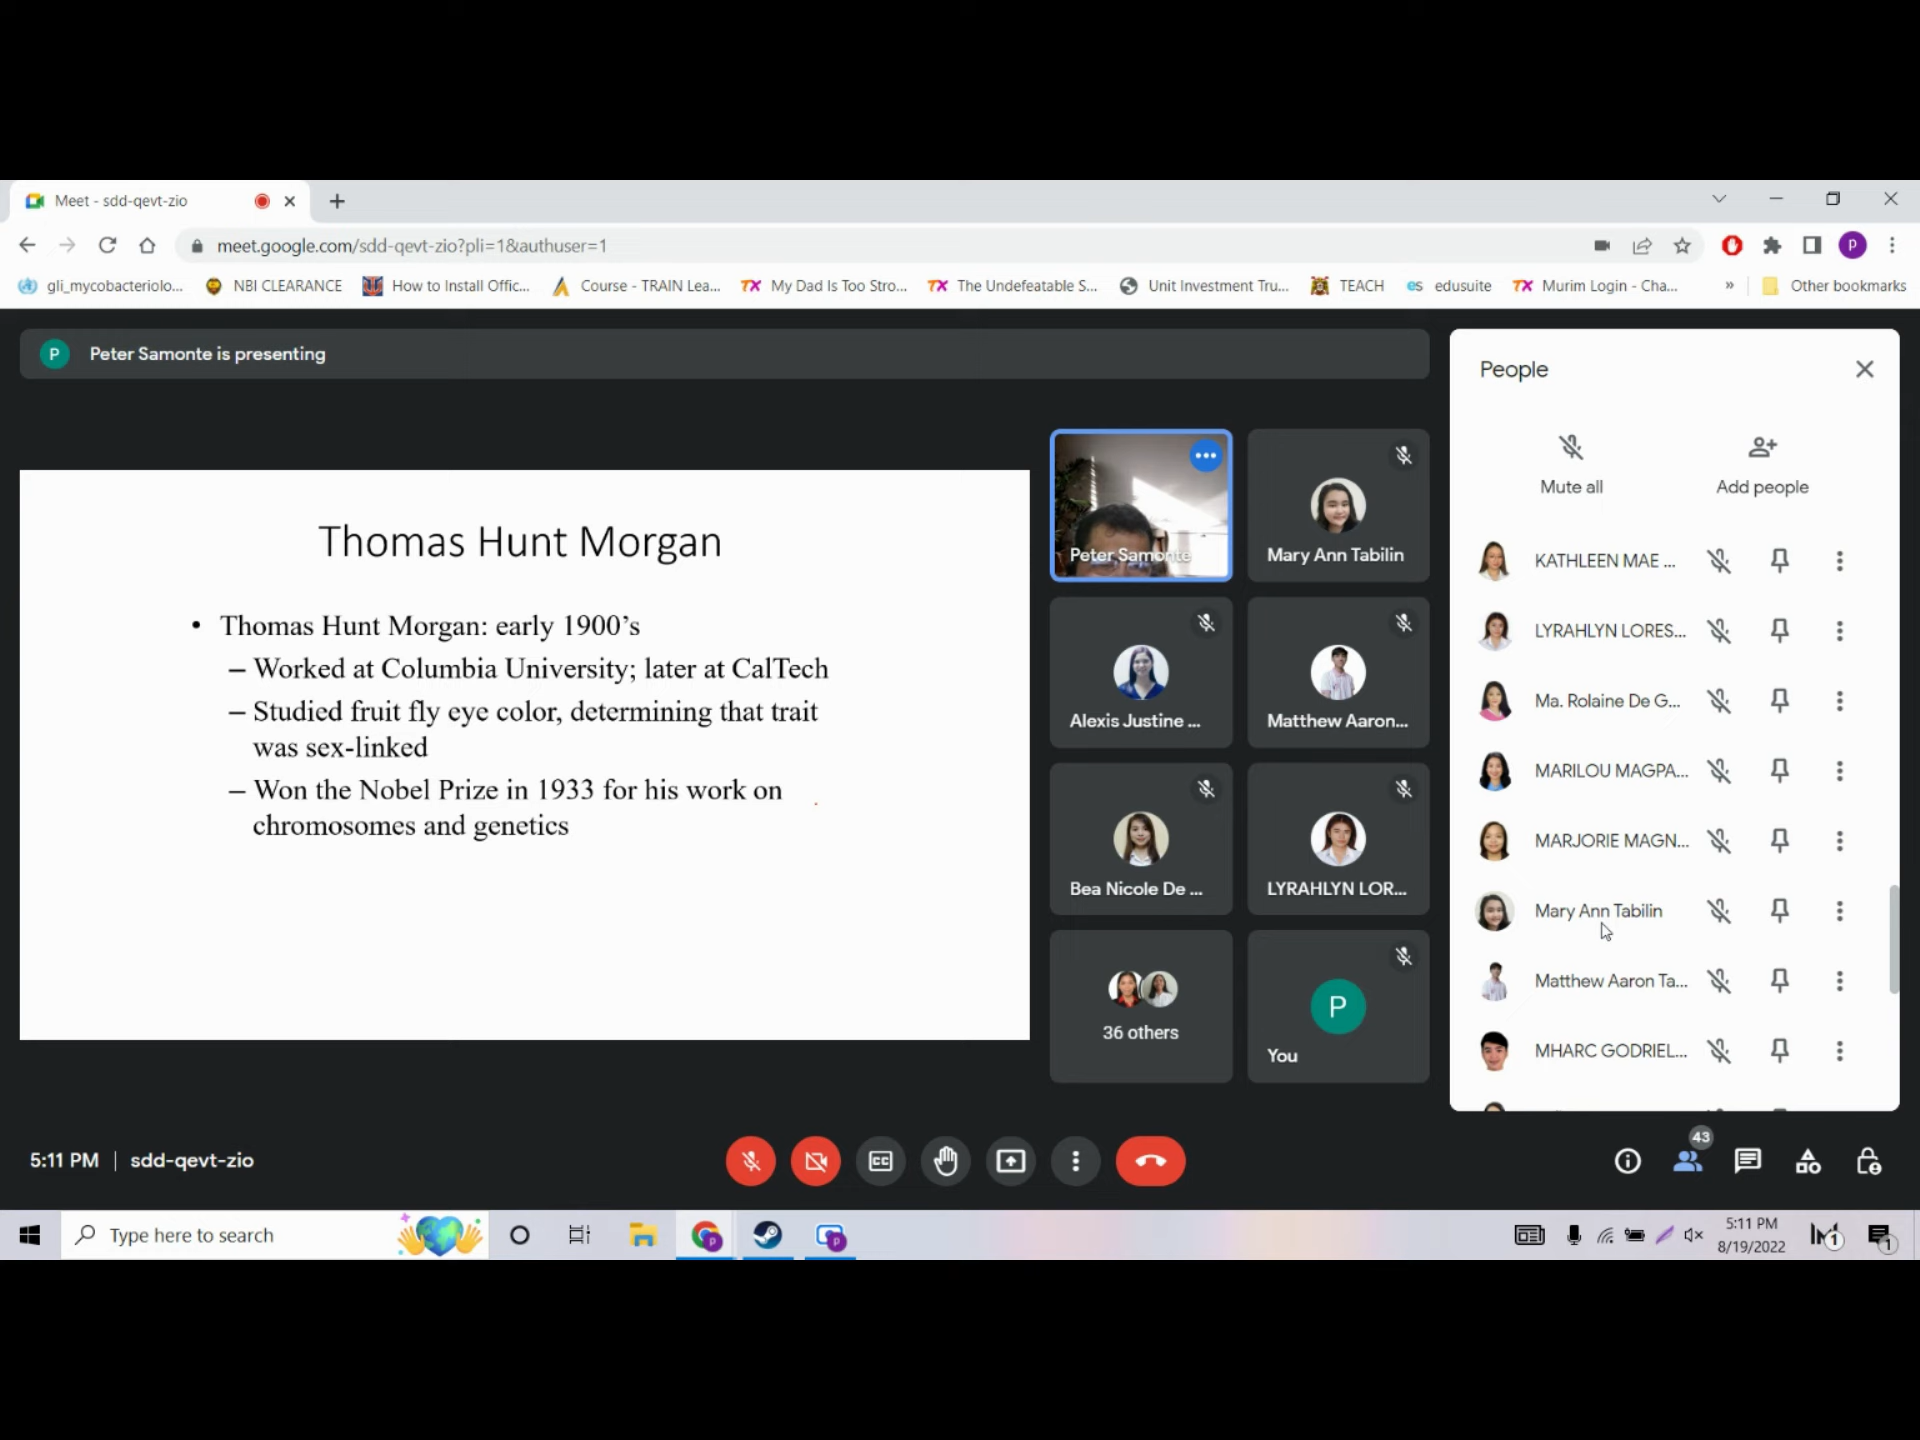 Meet - sdd-qevt-zio
meet.google.com/sdd-qevt-zio?pli=1&authuser=1
P
gli_mycobacteriolo...
NBI CLEARANCE
How to Install Offic...
Course - TRAIN Lea...
TX My Dad Is Too Stro...
TX The Undefeatable S...
Unit Investment Tru...
TEACH
es edusuite
TX Murim Login - Cha...
»
Other bookmarks
P Peter Samonte is presenting
Thomas Hunt Morgan
• Thomas Hunt Morgan: early 1900's
– Worked at Columbia University; later at CalTech
– Studied fruit fly eye color, determining that trait
was sex-linked
– Won the Nobel Prize in 1933 for his work on
chromosomes and genetics
Peter Samonte
Mary Ann Tabilin
Alexis Justine ...
Matthew Aaron...
Bea Nicole De ...
LYRAHLYN LOR...
36 others
P
You
People
Mute all
Add people
KATHLEEN MAE ...
LYRAHLYN LORES...
Ma. Rolaine De G...
MARILOU MAGPA...
MARJORIE MAGN...
Mary Ann Tabilin
Matthew Aaron Ta...
MHARC GODRIEL...
5:11 PM | sdd-qevt-zio
CC
43
Type here to search
5:11 PM
8/19/2022
1
1